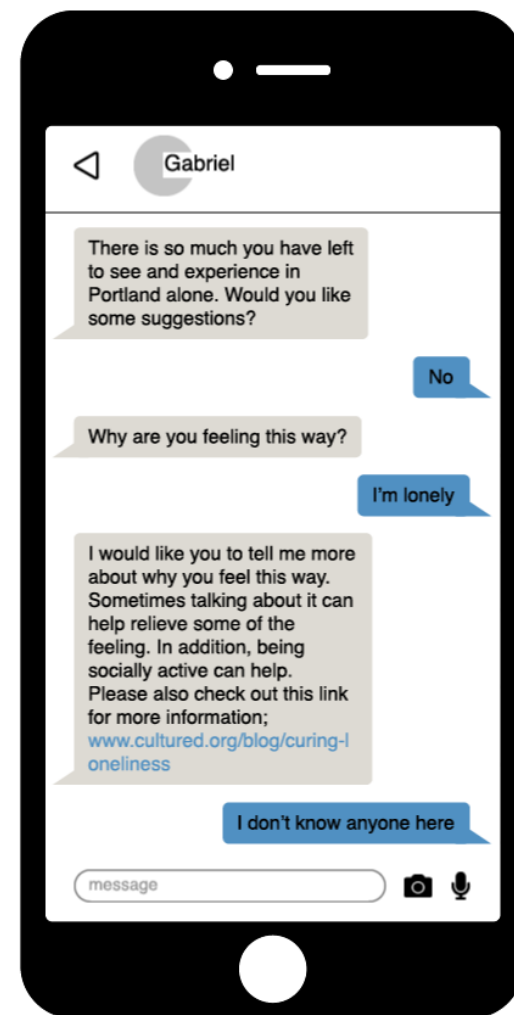 Gabriel
There is so much you have left
to see and experience in
Portland alone. Would you like
some suggestions?
No
Why are you feeling this way?
I'm lonely
I would like you to tell me more
about why you feel this way.
Sometimes talking about it can
help relieve some of the
feeling. In addition, being
socially active can help.
Please also check out this link
for more information;
www.cultured.org/blog/curing-l
oneliness
I don't know anyone here
message